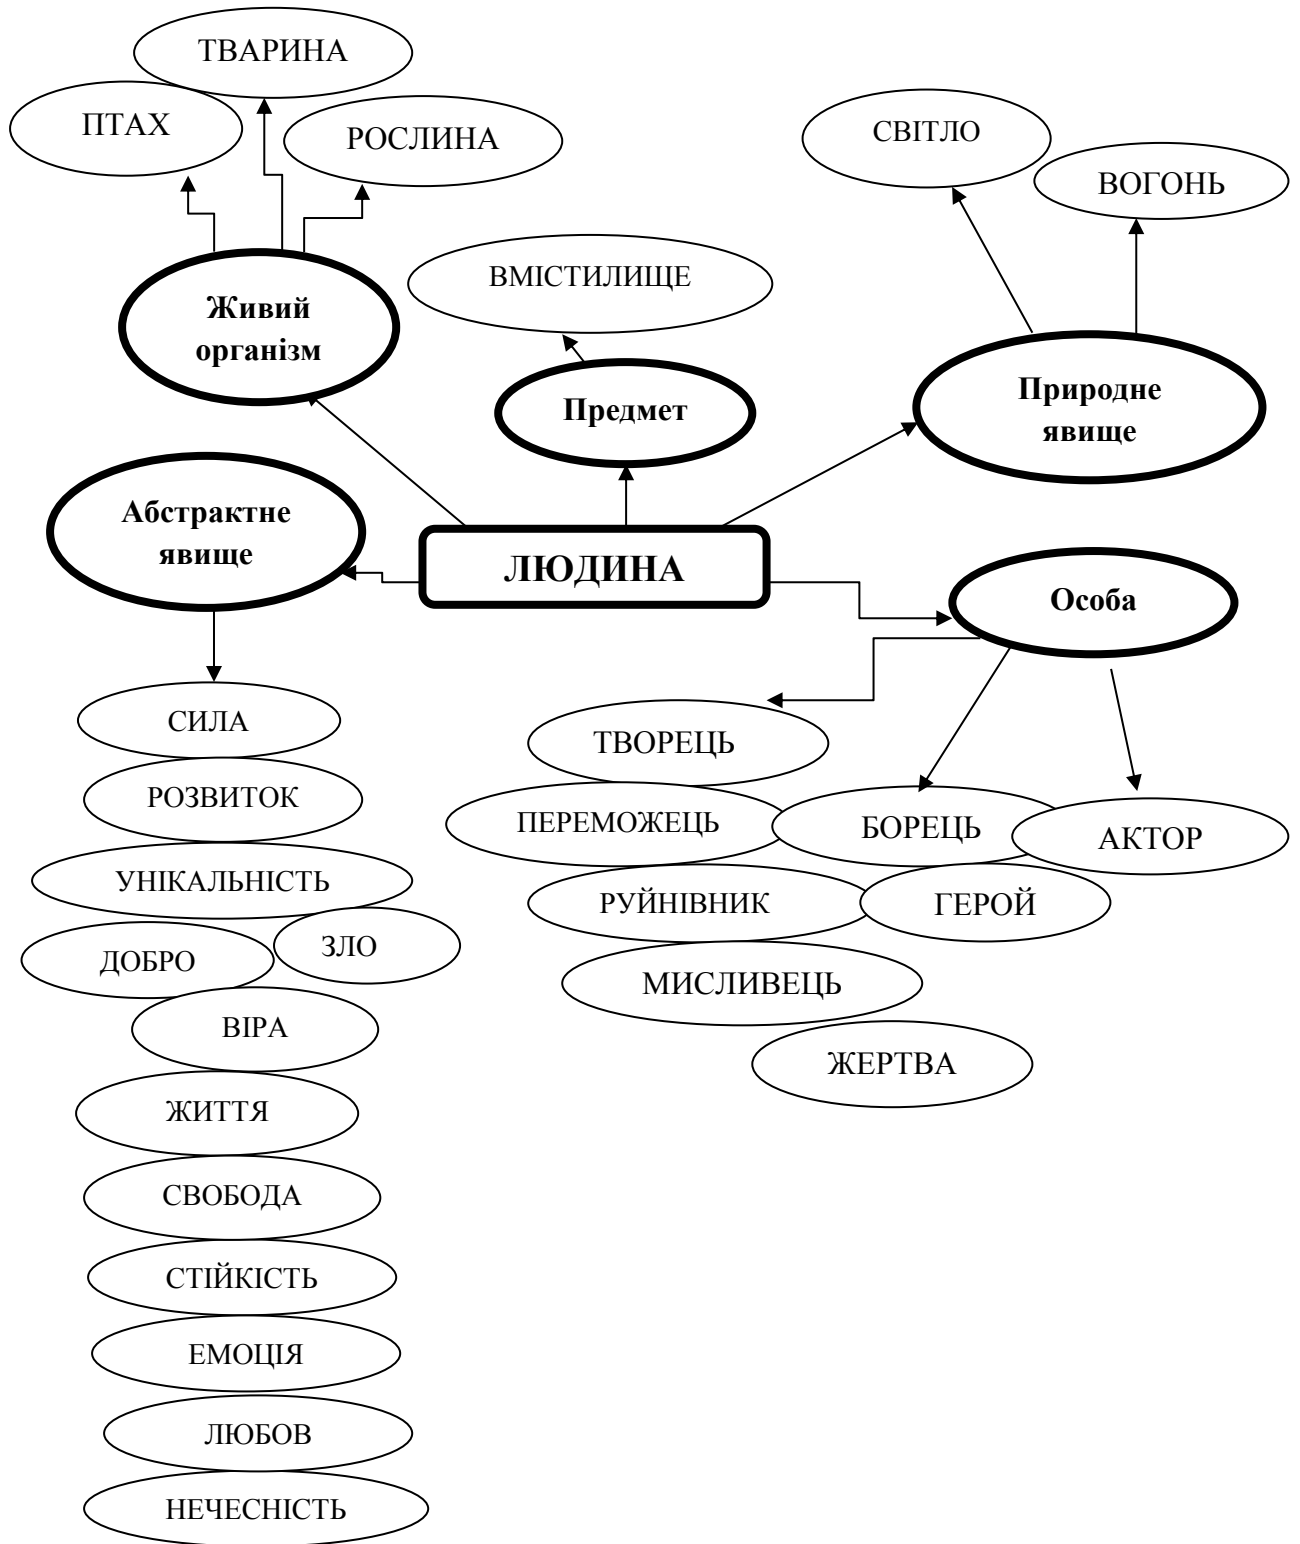 ТВАРИНА
ПТАХ
РОСЛИНА
СВІТЛО
ВОГОНЬ
ВМІСТИЛИЩЕ
Живий
організм
Предмет
Природне
явище
Абстрактне
явище
ЛЮДИНА
Особа
СИЛА
РОЗВИТОК
УНІКАЛЬНІСТЬ
ЗЛО
ДОБРО
ВІРА
ЖИТТЯ
СВОБОДА
СТІЙКІСТЬ
ЕМОЦІЯ
ЛЮБОВ
НЕЧЕСНІСТЬ
ТВОРЕЦЬ
ПЕРЕМОЖЕЦЬ
БОРЕЦЬ
АКТОР
РУЙНІВНИК
ГЕРОЙ
МИСЛИВЕЦЬ
ЖЕРТВА